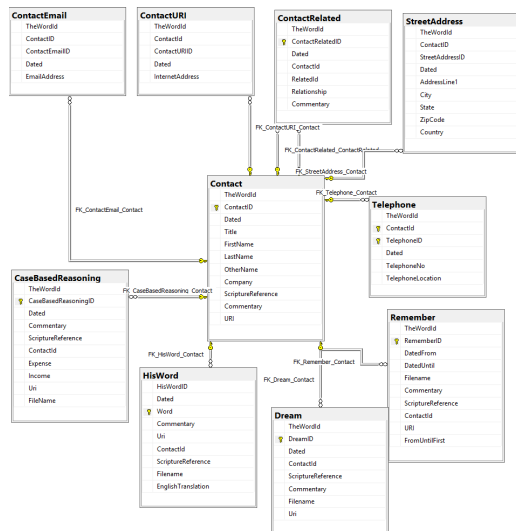 ContactEmail
TheWordId
ContactID
ContactEmailID
Dated
EmailAddress
ContactURI
TheWordId
ContactId
ContactURIID
Dated
InternetAddress
ContactRelated
TheWordId
ContactRelatedID
Dated
ContactId
RelatedId
Relationship
Commentary
StreetAddress
TheWordId
ContactID
StreetAddressID
Dated
AddressLine1
City
State
ZipCode
Country
FK_ContactURI_Contact
FK_ContactRelated_ContactRelated
FK_StreetAddress_Contact
FK_Telephone_Contact
FK_ContactEmail_Contact
Contact
TheWordId
ContactID
Dated
Title
FirstName
LastName
OtherName
Company
ScriptureReference
Commentary
URI
Telephone
TheWordId
ContactId
TelephoneID
Dated
TelephoneNo
TelephoneLocation
CaseBasedReasoning
TheWordId
CaseBasedReasoningID
Dated
Commentary
ScriptureReference
ContactId
Expense
Income
Uri
FileName
FK_CaseBasedReasoning_Contact
FK_HisWord_Contact
FK_Remember_Contact
FK_Dream_Contact
HisWord
HisWordID
Dated
Word
Commentary
Uri
ContactId
ScriptureReference
Filename
EnglishTranslation
Remember
TheWordId
RememberID
DatedFrom
DatedUntil
Filename
Commentary
ScriptureReference
ContactId
URI
FromUntilFirst
Dream
TheWordId
DreamID
Dated
ContactId
ScriptureReference
Commentary
Filename
Uri